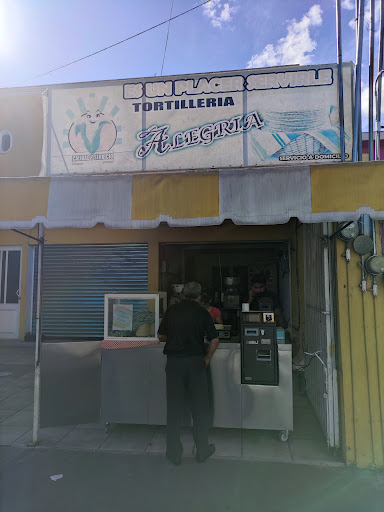 ES UN PLACER SERVIRLE
TORTILLERIA
ALEGRIA
SERVICIO A DOMICILIO